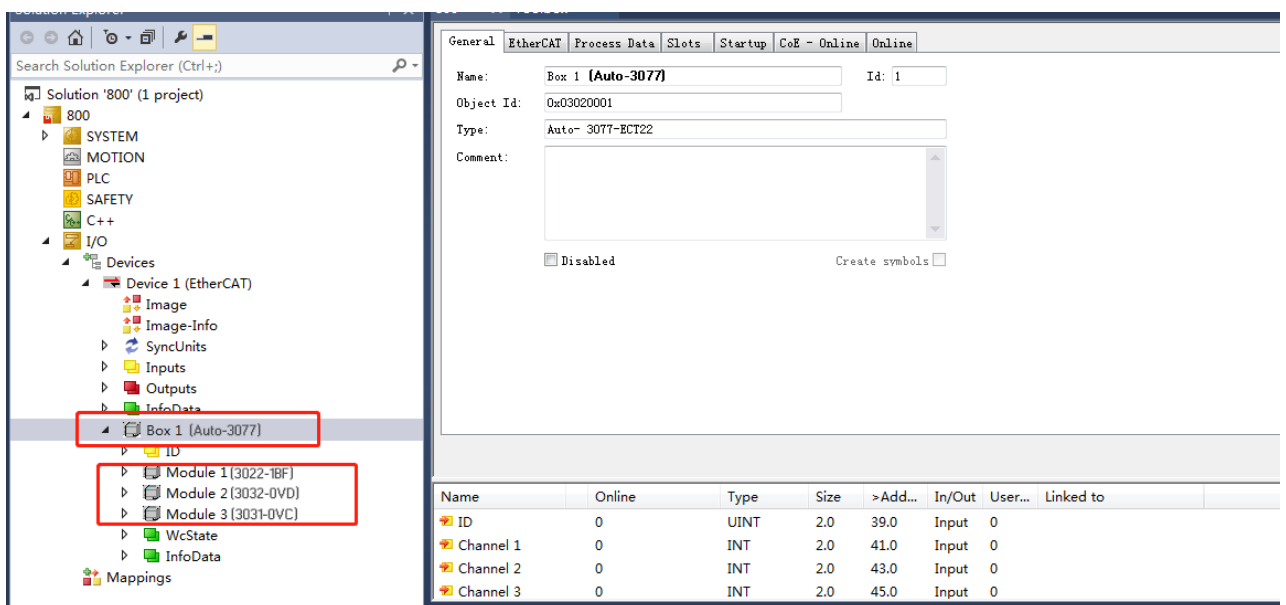 Solution Explorer
Search Solution Explorer (Ctrl+;)
Solution '800' (1 project)
800
SYSTEM
MOTION
PLC
SAFETY
C++
I/O
Devices
Device 1 (EtherCAT)
Image
Image-Info
SyncUnits
Inputs
Outputs
InfoData
Box 1 (Auto-3077)
ID
Module 1 (3022-1BF)
Module 2 (3032-0VD)
Module 3 (3031-0VC)
WcState
InfoData
Mappings
General EtherCAT Process Data Slots Startup CoE - Online Online
Name: Box 1 (Auto-3077) Id: 1
Object Id: 0x03020001
Type: Auto- 3077-ECT22
Comment:
Disabled Create symbols
Name Online Type Size >Add... In/Out User... Linked to
ID 0 UINT 2.0 39.0 Input 0
Channel 1 0 INT 2.0 41.0 Input 0
Channel 2 0 INT 2.0 43.0 Input 0
Channel 3 0 INT 2.0 45.0 Input 0